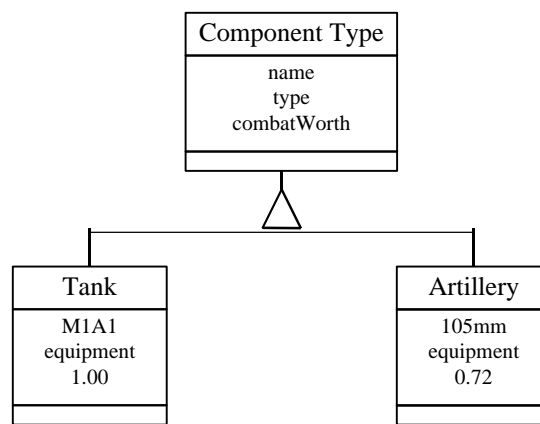 Component Type
name
type
combatWorth
Tank
M1A1
equipment
1.00
Artillery
105mm
equipment
0.72